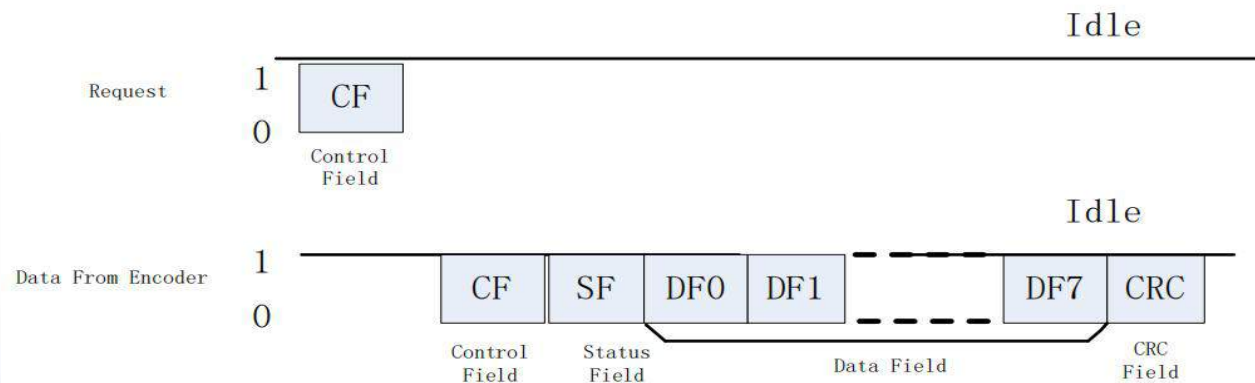 Idle
Request
1
0
CF
Control
Field
Idle
Data From Encoder
1
0
CF
SF
DF0
DF1
DF7
CRC
Control
Field
Status
Field
Data Field
CRC
Field